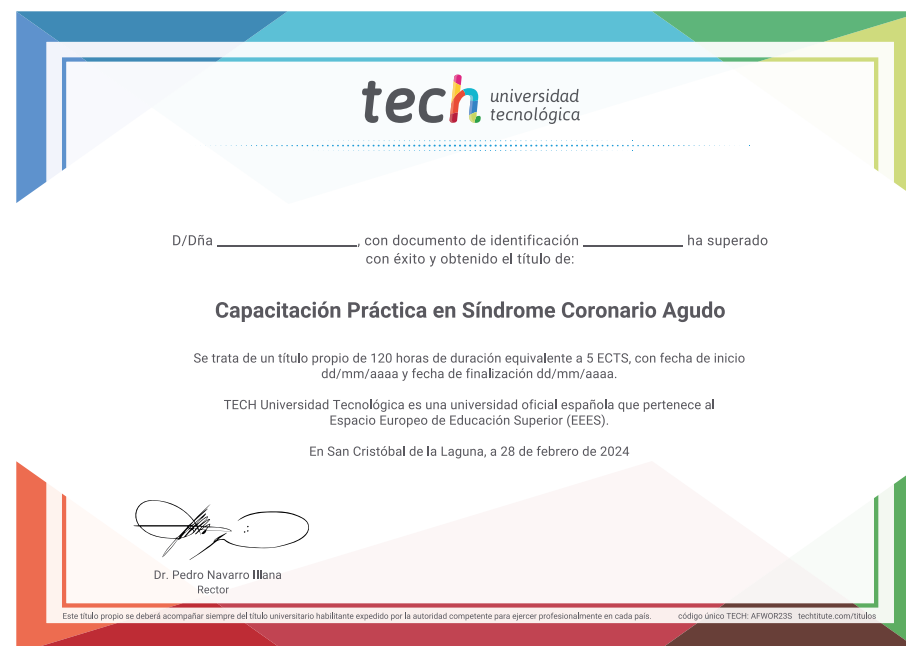 tech universidad
tecnológica
D/Dña ____________________, con documento de identificación ______________ ha superado
con éxito y obtenido el título de:
Capacitación Práctica en Síndrome Coronario Agudo
Se trata de un título propio de 120 horas de duración equivalente a 5 ECTS, con fecha de inicio
dd/mm/aaaa y fecha de finalización dd/mm/aaaa.
TECH Universidad Tecnológica es una universidad oficial española que pertenece al
Espacio Europeo de Educación Superior (EEES).
En San Cristóbal de la Laguna, a 28 de febrero de 2024
Dr. Pedro Navarro Illana
Rector
Este título propio se deberá acompañar siempre del título universitario habilitante expedido por la autoridad competente para ejercer profesionalmente en cada país. código único TECH: AFWOR23S techtitute.com/titulos